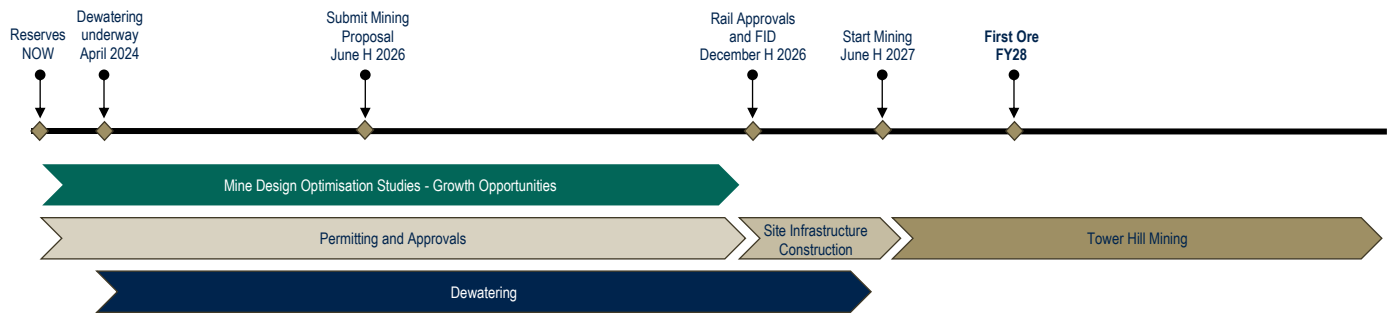 Reserves
NOW
Dewatering
underway
April 2024
Submit Mining
Proposal
June H 2026
Rail Approvals
and FID
December H 2026
Start Mining
June H 2027
First Ore
FY28
Mine Design Optimisation Studies - Growth Opportunities
Permitting and Approvals
Site Infrastructure
Construction
Tower Hill Mining
Dewatering